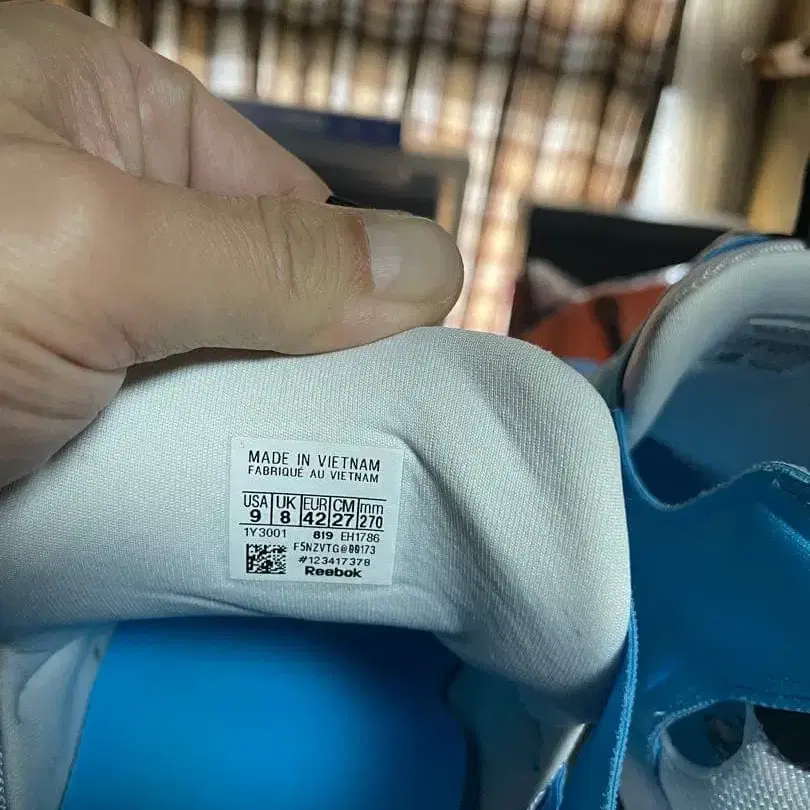 MADE IN VIETNAM
FABRIQUÉ AU VIETNAM
USA UK EUR CM mm
9 8 42 27 270
1Y3001 819 EH1786
F5NZVTG@00173
#123417378
Reebok